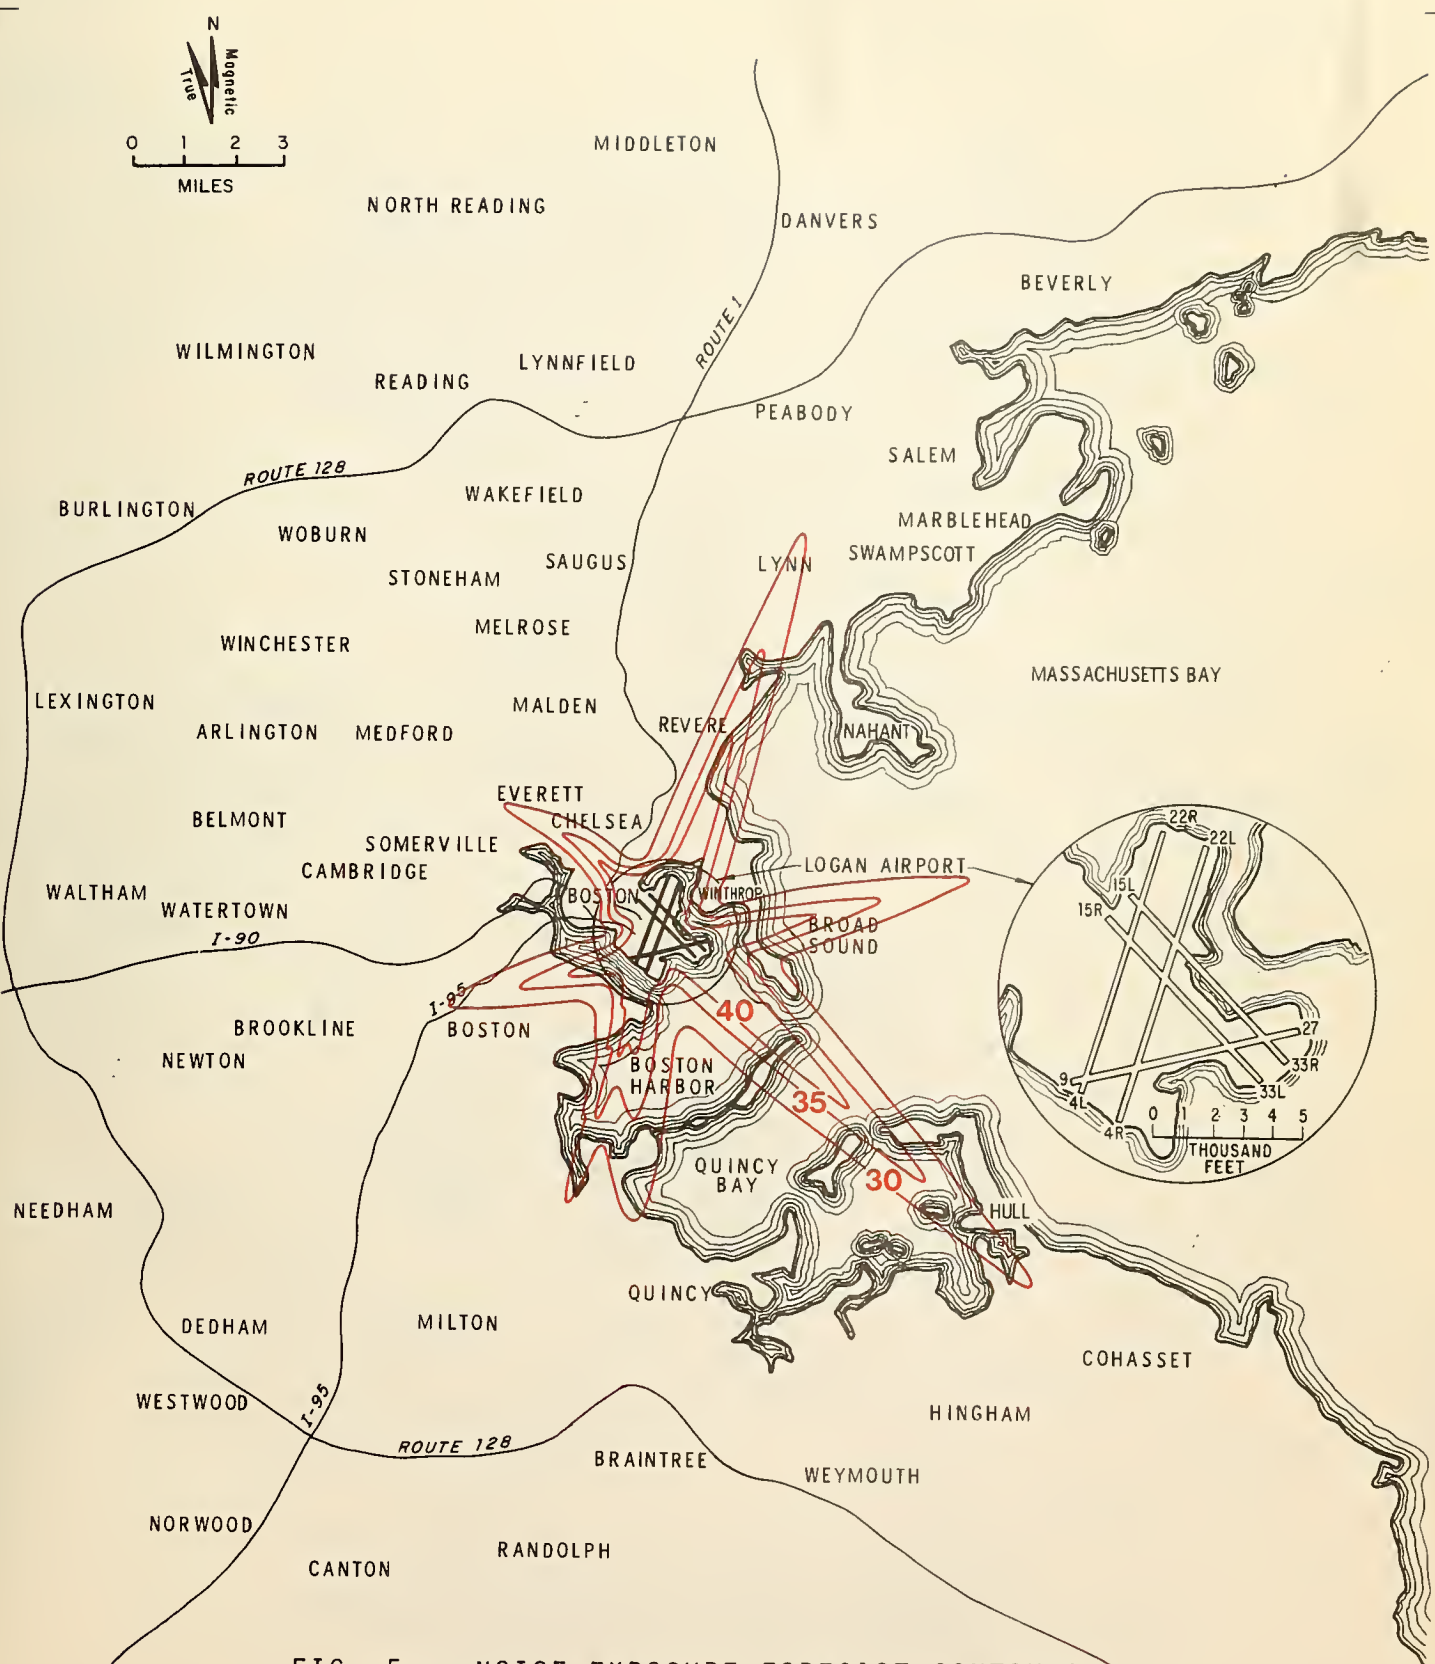 N
Magnetic
True
0 1 2 3
MILES
MIDDLETON
NORTH READING
DANVERS
BEVERLY
ROUTE 1
WILMINGTON
READING
LYNNFIELD
PEABODY
SALEM
ROUTE 128
BURLINGTON
WAKEFIELD
WOBURN
MARBLEHEAD
SWAMPSCOTT
SAUGUS
LYNN
STONEHAM
MELROSE
WINCHESTER
MASSACHUSETTS BAY
LEXINGTON
MALDEN
ARLINGTON
MEDFORD
REVERE
NAHANT
EVERETT
BELMONT
CHELSEA
SOMERVILLE
CAMBRIDGE
LOGAN AIRPORT
WALTHAM
WATERTOWN
BOSTON
WINTHROP
BROAD
SOUND
I-90
I-95
BROOKLINE
BOSTON
NEWTON
BOSTON
HARBOR
40
35
30
22R
22L
15L
15R
27
33R
33L
9
4L
4R
0 1 2 3 4 5
THOUSAND
FEET
QUINCY
BAY
NEEDHAM
HULL
QUINCY
DEDHAM
MILTON
COHASSET
WESTWOOD
I-95
HINGHAM
ROUTE 128
BRAINTREE
WEYMOUTH
NORWOOD
RANDOLPH
CANTON